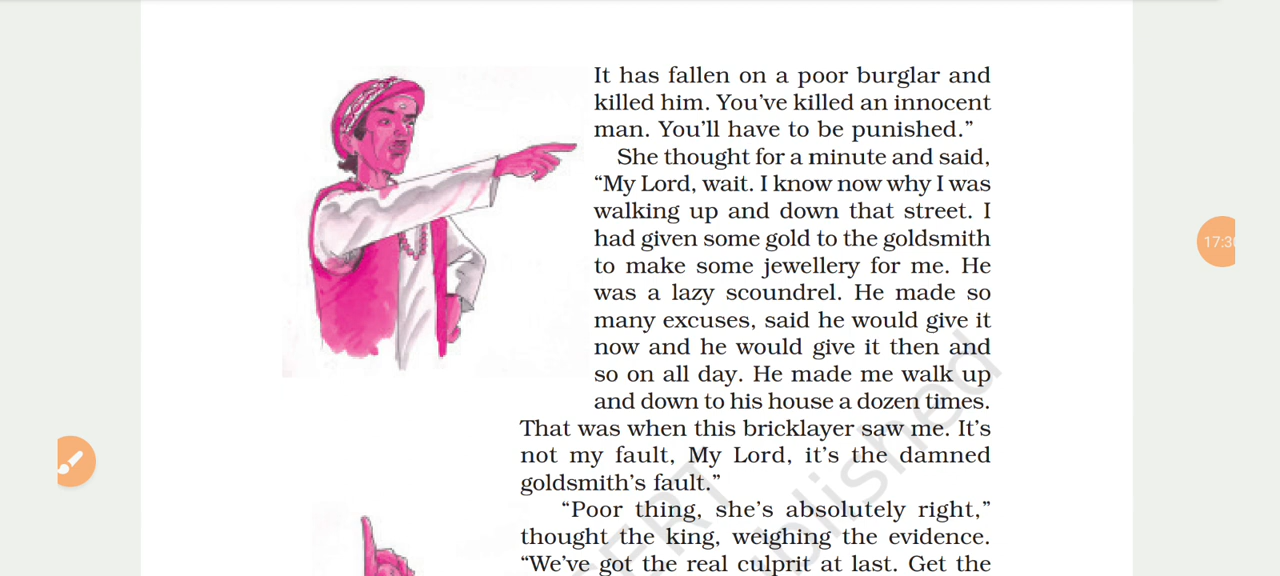 It has fallen on a poor burglar and
killed him. You’ve killed an innocent
man. You’ll have to be punished.”
She thought for a minute and said,
“My Lord, wait. I know now why I was
walking up and down that street. I
had given some gold to the goldsmith
to make some jewellery for me. He
was a lazy scoundrel. He made so
many excuses, said he would give it
now and he would give it then and
so on all day. He made me walk up
and down to his house a dozen times.
That was when this bricklayer saw me. It’s
not my fault, My Lord, it’s the damned
goldsmith’s fault.”
“Poor thing, she’s absolutely right,”
thought the king, weighing the evidence.
“We’ve got the real culprit at last. Get the